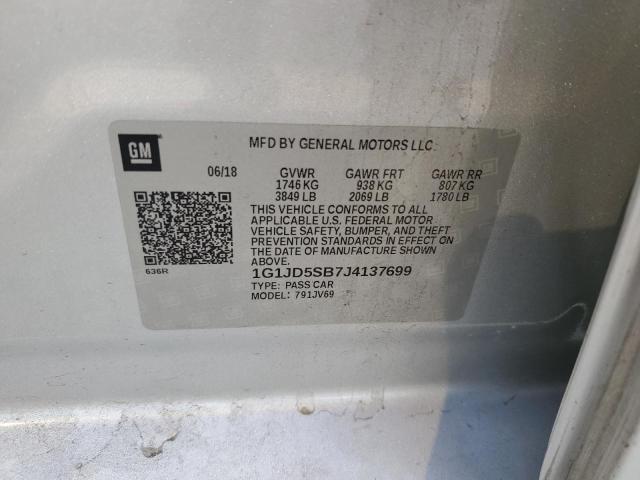 GM
MFD BY GENERAL MOTORS LLC
06/18 GVWR GAWR FRT GAWR RR
1746 KG 938 KG 807 KG
3849 LB 2069 LB 1780 LB
THIS VEHICLE CONFORMS TO ALL
APPLICABLE U.S. FEDERAL MOTOR
VEHICLE SAFETY, BUMPER, AND THEFT
PREVENTION STANDARDS IN EFFECT ON
THE DATE OF MANUFACTURE SHOWN
ABOVE.
636R
1G1JD5SB7J4137699
TYPE: PASS CAR
MODEL: 791JV69